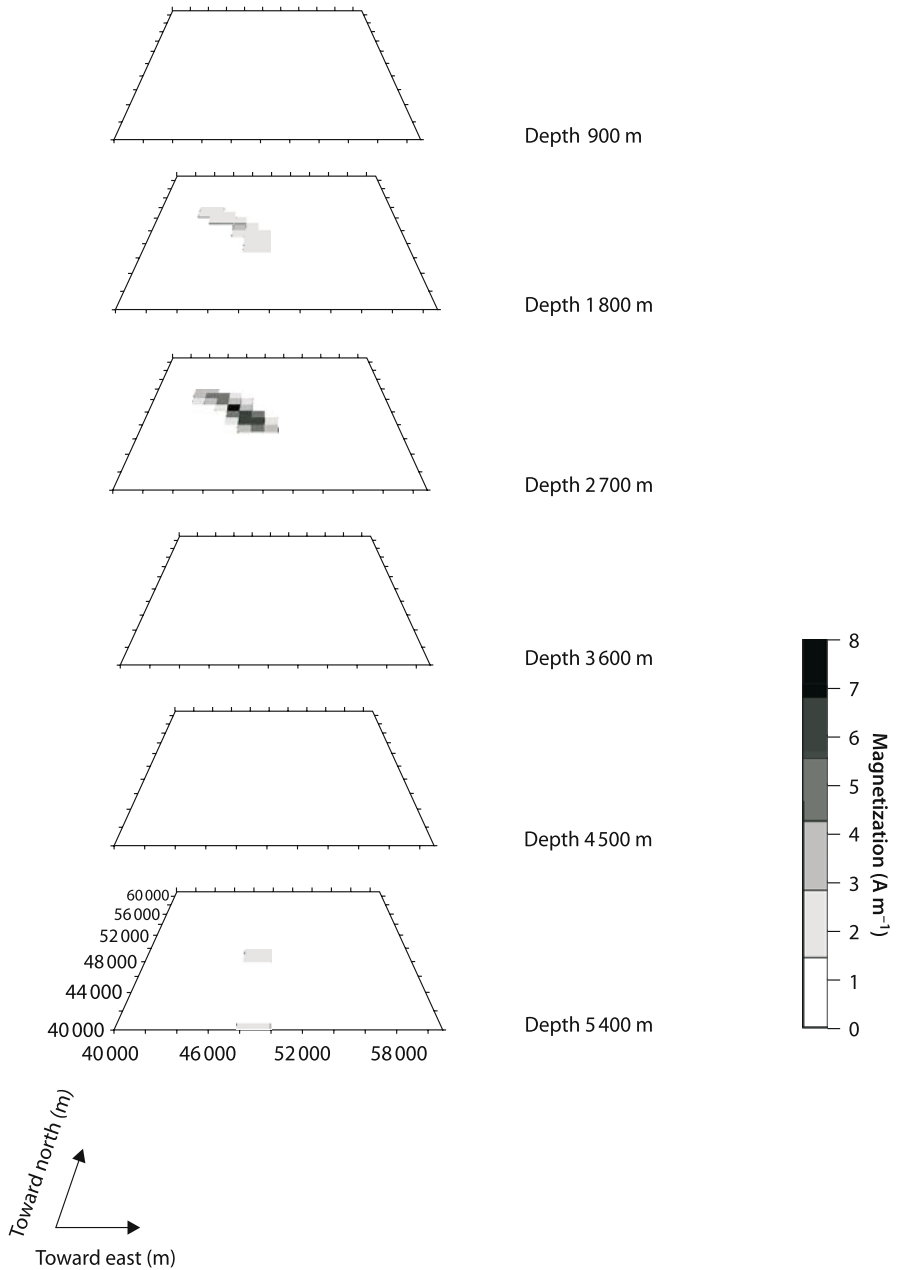 Depth 900 m
Depth 1 800 m
Depth 2 700 m
Depth 3 600 m
Depth 4 500 m
60 000
56 000
52 000
48 000
44 000
40 000
Depth 5 400 m
40 000 46 000 52 000 58 000
8
7
6
5
4
3
2
1
0
Magnetization (A m⁻¹)
Toward north (m)
Toward east (m)